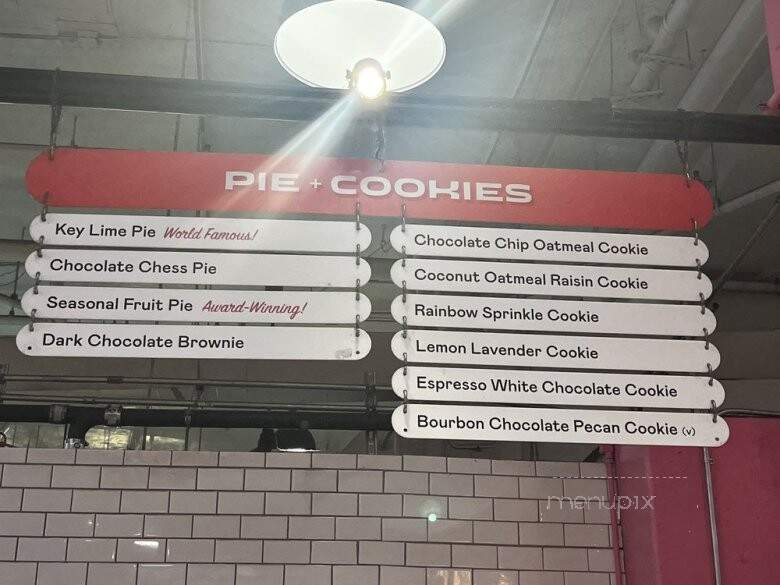 PIE + COOKIES
Key Lime Pie World Famous!
Chocolate Chess Pie
Seasonal Fruit Pie Award-Winning!
Dark Chocolate Brownie
Chocolate Chip Oatmeal Cookie
Coconut Oatmeal Raisin Cookie
Rainbow Sprinkle Cookie
Lemon Lavender Cookie
Espresso White Chocolate Cookie
Bourbon Chocolate Pecan Cookie (v)
menupix